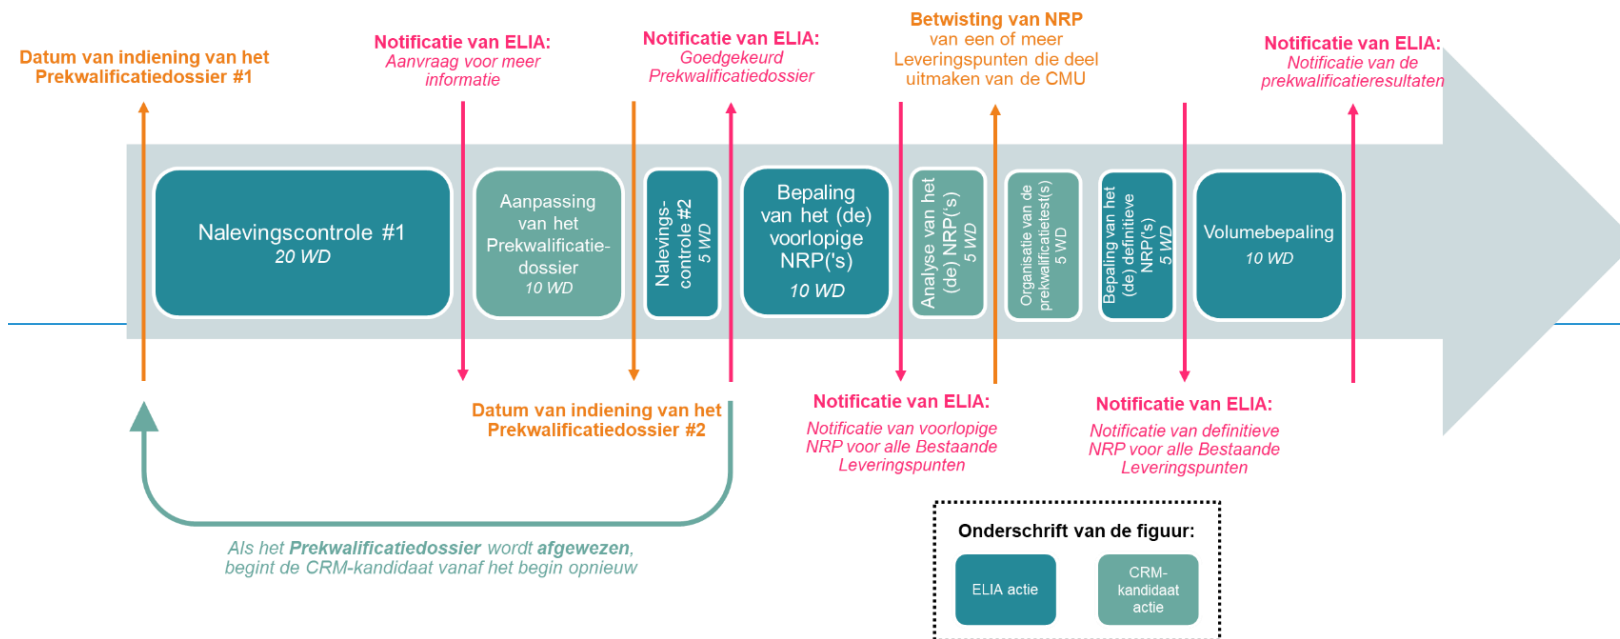 Datum van indiening van het
Prekwalificatiedossier #1
Notificatie van ELIA:
Aanvraag voor meer
informatie
Notificatie van ELIA:
Goedgekeurd
Prekwalificatiedossier
Betwisting van NRP
van een of meer
Leveringspunten die deel
uitmaken van de CMU
Notificatie van ELIA:
Notificatie van de
prekwalificatieresultaten
Nalevingscontrole #1
20 WD
Aanpassing
van het
Prekwalificatie-
dossier
10 WD
Nalevings-
controle #2
5 WD
Bepaling
van het (de)
voorlopige
NRP('s)
10 WD
Analyse van het
(de) NRP('s)
5 WD
Organisatie van de
prekwalificatietest(s)
5 WD
Bepaling van het
(de) definitieve
NRP('s)
5 WD
Volumebepaling
10 WD
Datum van indiening van het
Prekwalificatiedossier #2
Notificatie van ELIA:
Notificatie van voorlopige
NRP voor alle Bestaande
Leveringspunten
Notificatie van ELIA:
Notificatie van definitieve
NRP voor alle Bestaande
Leveringspunten
Als het Prekwalificatiedossier wordt afgewezen,
begint de CRM-kandidaat vanaf het begin opnieuw
Onderschrift van de figuur:
ELIA actie
CRM-
kandidaat
actie